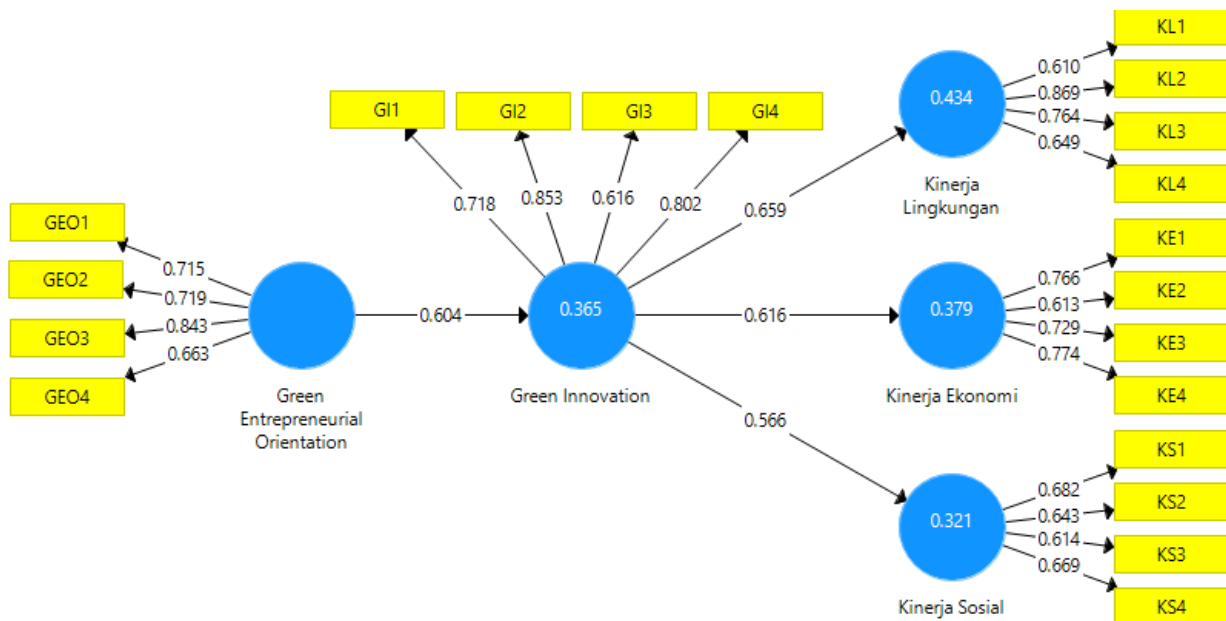 GEO1
GEO2
GEO3
GEO4
0.715
0.719
0.843
0.663
Green
Entrepreneurial
Orientation
0.604
GI1
GI2
GI3
GI4
0.718
0.853
0.616
0.802
0.365
Green Innovation
0.659
0.616
0.566
0.434
Kinerja
Lingkungan
0.610
0.869
0.764
0.649
KL1
KL2
KL3
KL4
0.379
Kinerja Ekonomi
0.766
0.613
0.729
0.774
KE1
KE2
KE3
KE4
0.321
Kinerja Sosial
0.682
0.643
0.614
0.669
KS1
KS2
KS3
KS4